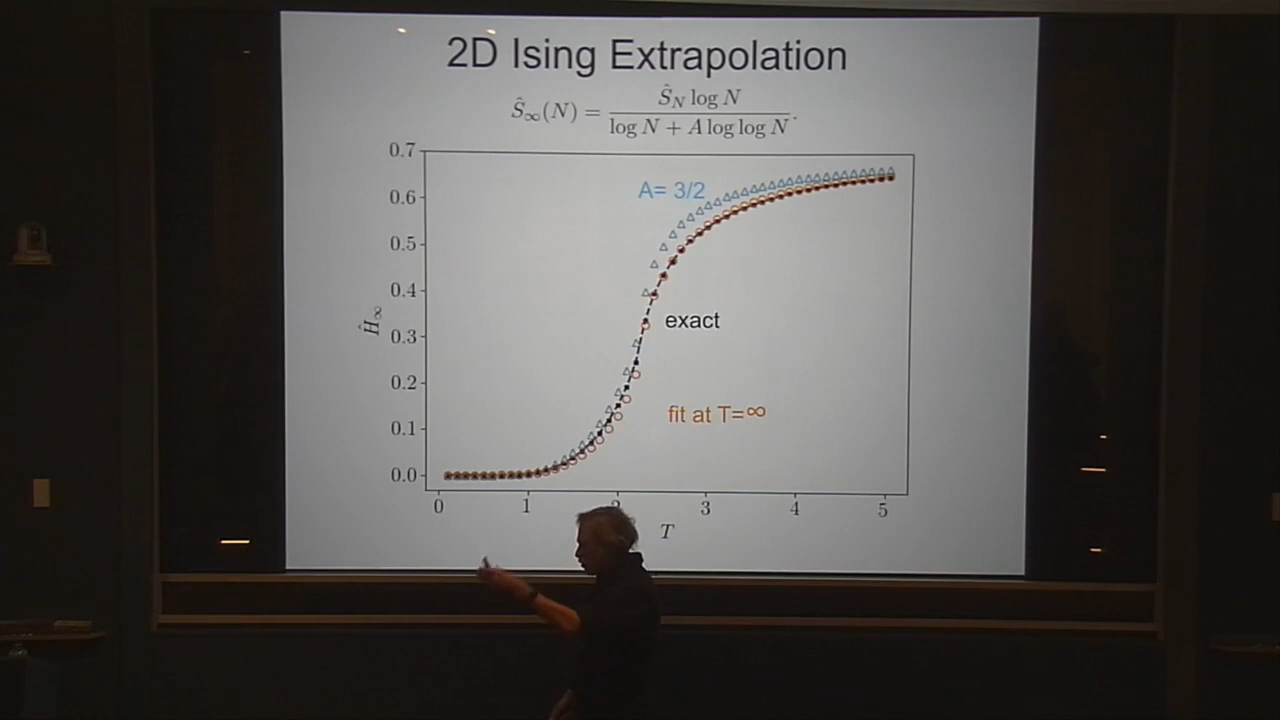 2D Ising Extrapolation
Ŝ∞(N) = Ŝ_N log N / (log N + A log log N).
0.7
0.6
0.5
0.4
0.3
0.2
0.1
0.0
Ĥ∞
A= 3/2
exact
fit at T=∞
0 1 2 3 4 5
T